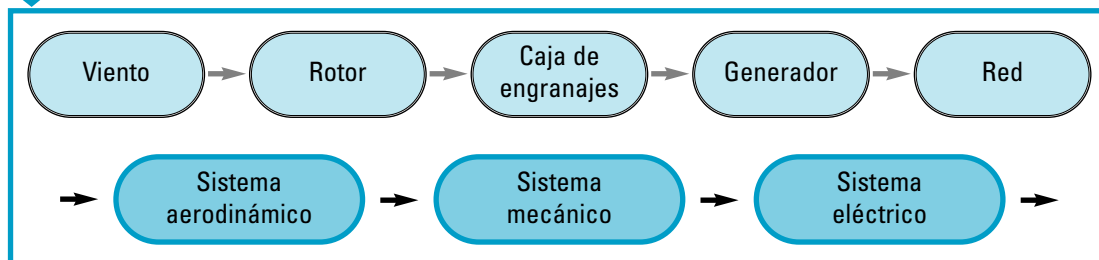 Viento
Rotor
Caja de
engranajes
Generador
Red
Sistema
aerodinámico
Sistema
mecánico
Sistema
eléctrico